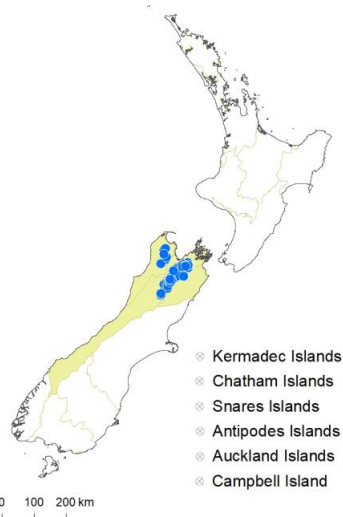 Kermadec Islands
Chatham Islands
Snares Islands
Antipodes Islands
Auckland Islands
Campbell Island
0 100 200 km